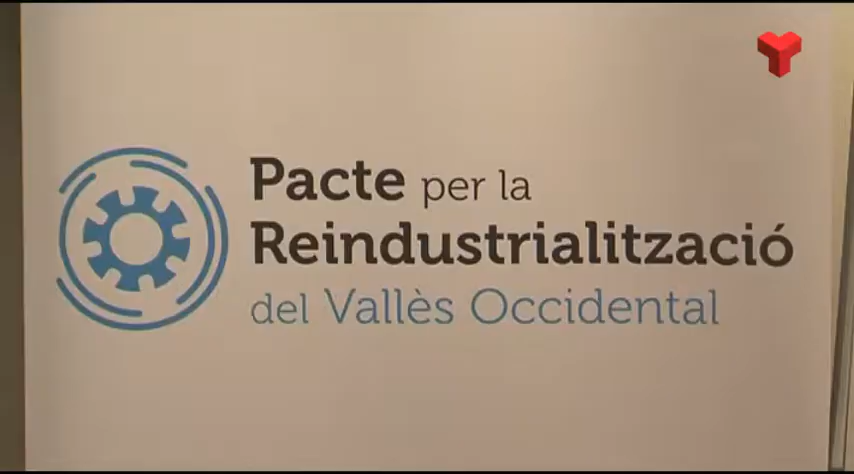 Pacte per la
Reindustrialització
del Vallès Occidental